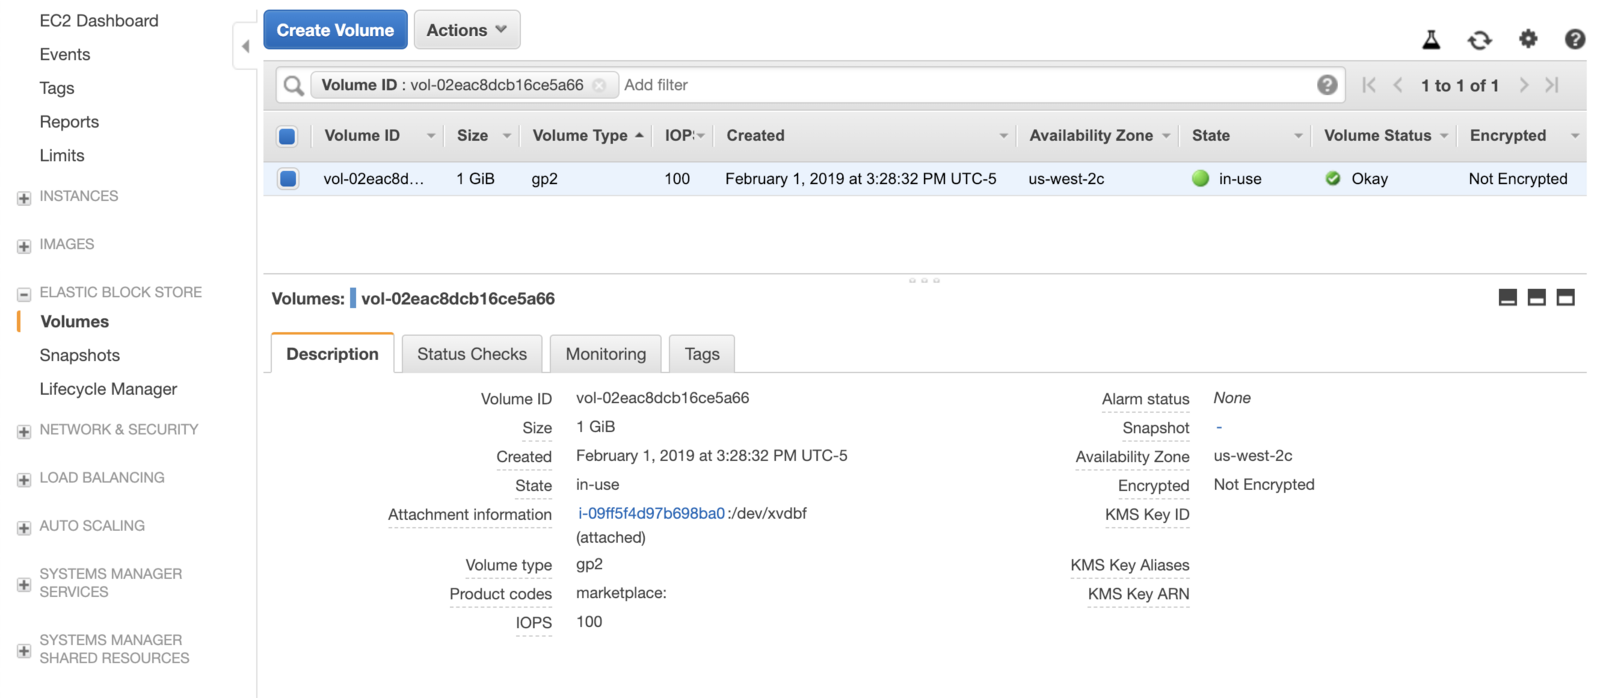 EC2 Dashboard
Events
Tags
Reports
Limits
INSTANCES
IMAGES
ELASTIC BLOCK STORE
Volumes
Snapshots
Lifecycle Manager
NETWORK & SECURITY
LOAD BALANCING
AUTO SCALING
SYSTEMS MANAGER
SERVICES
SYSTEMS MANAGER
SHARED RESOURCES
Create Volume Actions
Volume ID : vol-02eac8dcb16ce5a66 Add filter 1 to 1 of 1
Volume ID Size Volume Type IOP: Created Availability Zone State Volume Status Encrypted
vol-02eac8d... 1 GiB gp2 100 February 1, 2019 at 3:28:32 PM UTC-5 us-west-2c in-use Okay Not Encrypted
Volumes: vol-02eac8dcb16ce5a66
Description Status Checks Monitoring Tags
Volume ID vol-02eac8dcb16ce5a66
Size 1 GiB
Created February 1, 2019 at 3:28:32 PM UTC-5
State in-use
Attachment information i-09ff5f4d97b698ba0:/dev/xvdbf
(attached)
Volume type gp2
Product codes marketplace:
IOPS 100
Alarm status None
Snapshot -
Availability Zone us-west-2c
Encrypted Not Encrypted
KMS Key ID
KMS Key Aliases
KMS Key ARN